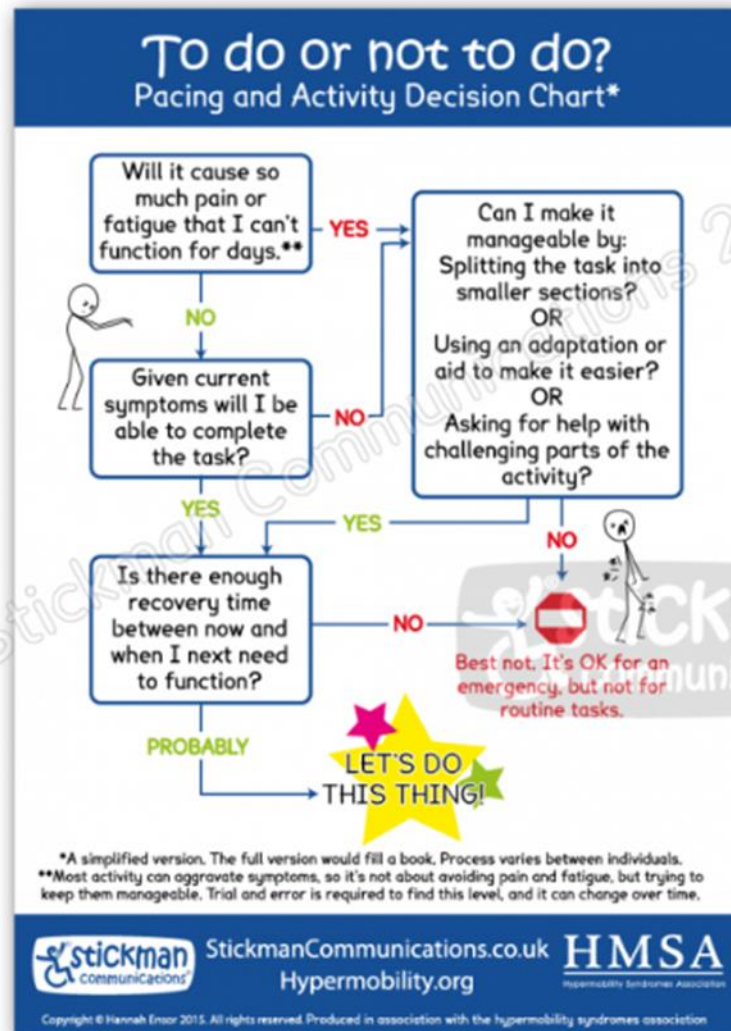 To do or not to do?
Pacing and Activity Decision Chart*
Will it cause so
much pain or
fatigue that I can't
function for days.**
YES
NO
Given current
symptoms will I be
able to complete
the task?
NO
YES
Can I make it
manageable by:
Splitting the task into
smaller sections?
OR
Using an adaptation or
aid to make it easier?
OR
Asking for help with
challenging parts of the
activity?
YES
NO
Is there enough
recovery time
between now and
when I next need
to function?
NO
Best not. It's OK for an
emergency, but not for
routine tasks.
PROBABLY
LET'S DO
THIS THING!
*A simplified version. The full version would fill a book. Process varies between individuals.
**Most activity can aggravate symptoms, so it's not about avoiding pain and fatigue, but trying to
keep them manageable. Trial and error is required to find this level, and it can change over time.
stickman
communications
StickmanCommunications.co.uk
Hypermobility.org
HMSA
Hypermobility Syndromes Association
Copyright © Hannah Ensor 2015. All rights reserved. Produced in association with the hypermobility syndromes association
Stickman Communications 2